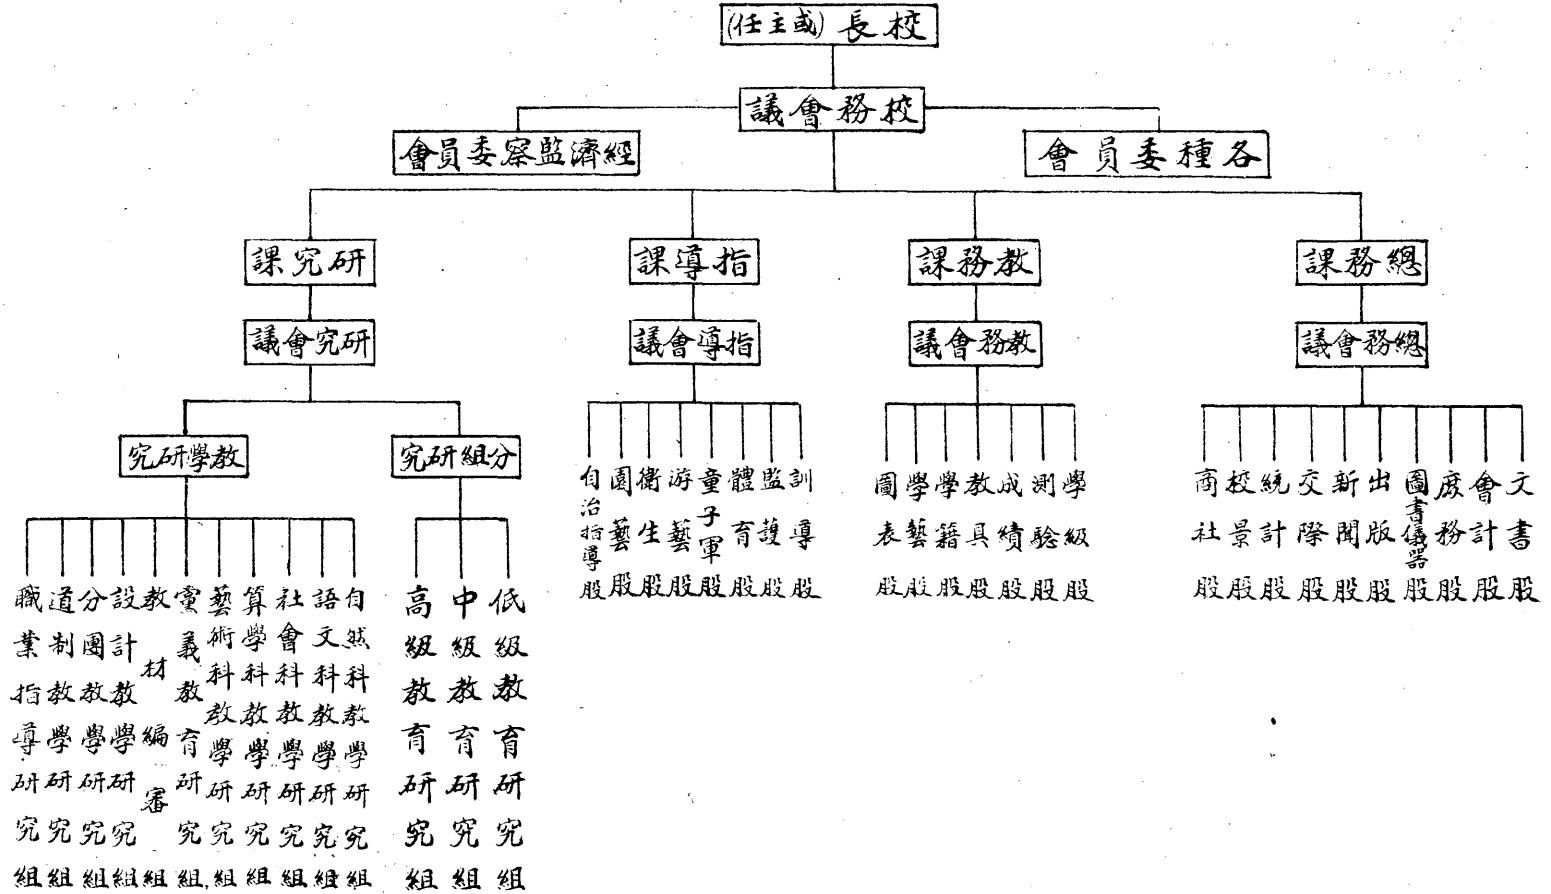 校長(或主任)
校務會議
各種委員會
經濟監察委員會
總務課
教務課
指導課
研究課
總務會議
教務會議
指導會議
研究會議
文書股
會計股
庶務股
圖書儀器股
出版股
新聞股
交際股
統計股
校景股
商社股
學級股
測驗股
成績股
教具股
學籍股
學藝股
圖表股
訓導股
監護股
體育股
童子軍股
游藝股
衛生股
園藝股
自治指導股
分組研究
教學研究
低級教育研究組
中級教育研究組
高級教育研究組
自然科教學研究組
語文科教學研究組
社會科教學研究組
算學科教學研究組
藝術科教學研究組
黨義教育研究組
教材編審組
設計教學研究組
分團教學研究組
道制教學研究組
職業指導研究組